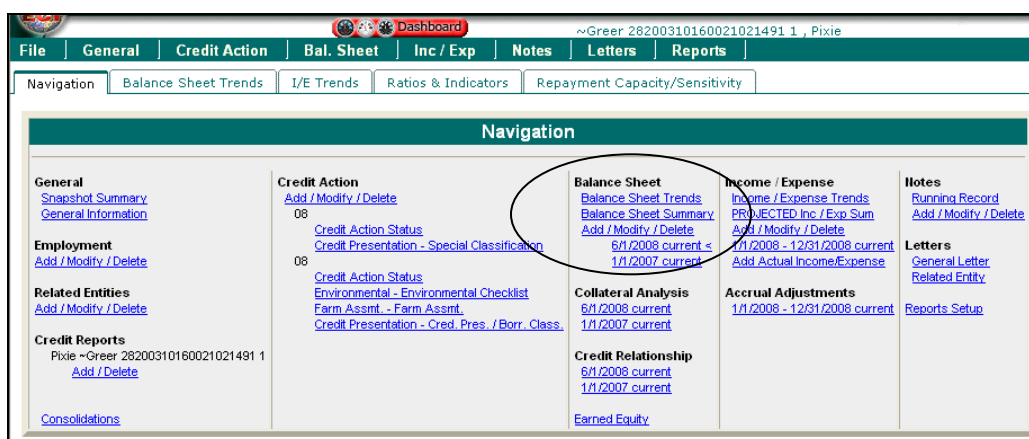 ECI
Dashboard
~Greer 28200310160021021491 1 , Pixie
File General Credit Action Bal. Sheet Inc / Exp Notes Letters Reports
Navigation Balance Sheet Trends I/E Trends Ratios & Indicators Repayment Capacity/Sensitivity
Navigation
General
Snapshot Summary
General Information
Employment
Add / Modify / Delete
Related Entities
Add / Modify / Delete
Credit Reports
Pixie ~Greer 28200310160021021491 1
Add / Delete
Consolidations
Credit Action
Add / Modify / Delete
08
Credit Action Status
Credit Presentation - Special Classification
08
Credit Action Status
Environmental - Environmental Checklist
Farm Assmt. - Farm Assmt.
Credit Presentation - Cred. Pres. / Borr. Class.
Balance Sheet
Balance Sheet Trends
Balance Sheet Summary
Add / Modify / Delete
6/1/2008 current <
1/1/2007 current
Collateral Analysis
6/1/2008 current
1/1/2007 current
Credit Relationship
6/1/2008 current
1/1/2007 current
Earned Equity
Income / Expense
Income / Expense Trends
PROJECTED Inc / Exp Sum
Add / Modify / Delete
1/1/2008 - 12/31/2008 current
Add Actual Income/Expense
Accrual Adjustments
1/1/2008 - 12/31/2008 current
Notes
Running Record
Add / Modify / Delete
Letters
General Letter
Related Entity
Reports Setup